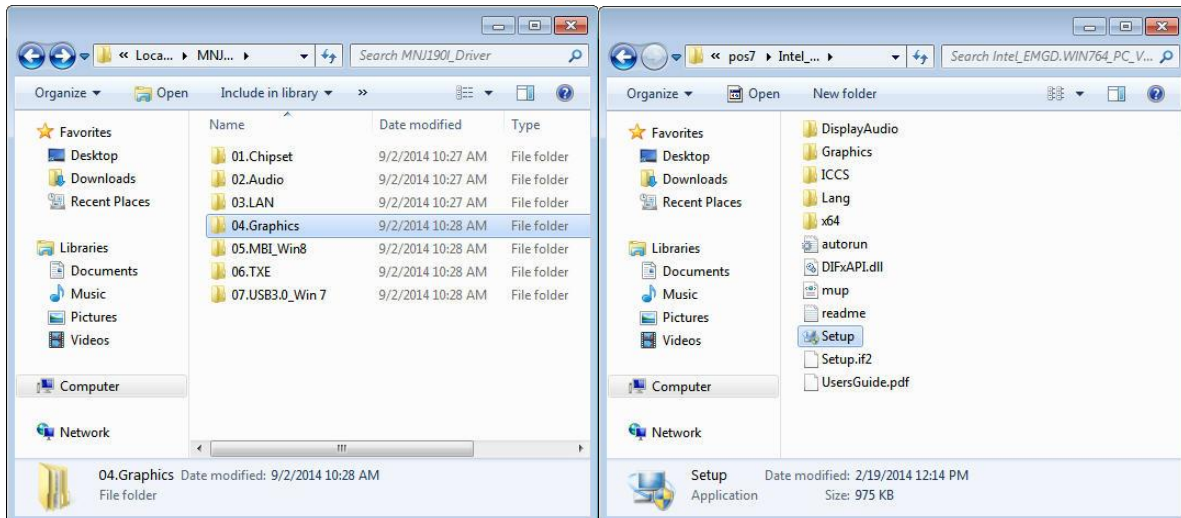 « Loca... ▸ MNJ... ▸
Search MNJ190I_Driver
Organize ▾ Open Include in library ▾ »
Favorites
Desktop
Downloads
Recent Places
Libraries
Documents
Music
Pictures
Videos
Computer
Network
Name Date modified Type
01.Chipset 9/2/2014 10:27 AM File folder
02.Audio 9/2/2014 10:27 AM File folder
03.LAN 9/2/2014 10:27 AM File folder
04.Graphics 9/2/2014 10:28 AM File folder
05.MBI_Win8 9/2/2014 10:28 AM File folder
06.TXE 9/2/2014 10:28 AM File folder
07.USB3.0_Win 7 9/2/2014 10:28 AM File folder
04.Graphics Date modified: 9/2/2014 10:28 AM
File folder
« pos7 ▸ Intel_... ▸
Search Intel_EMGD.WIN764_PC_V...
Organize ▾ Open New folder
Favorites
Desktop
Downloads
Recent Places
Libraries
Documents
Music
Pictures
Videos
Computer
Network
DisplayAudio
Graphics
ICCS
Lang
x64
autorun
DIFxAPI.dll
mup
readme
Setup
Setup.if2
UsersGuide.pdf
Setup Date modified: 2/19/2014 12:14 PM
Application Size: 975 KB